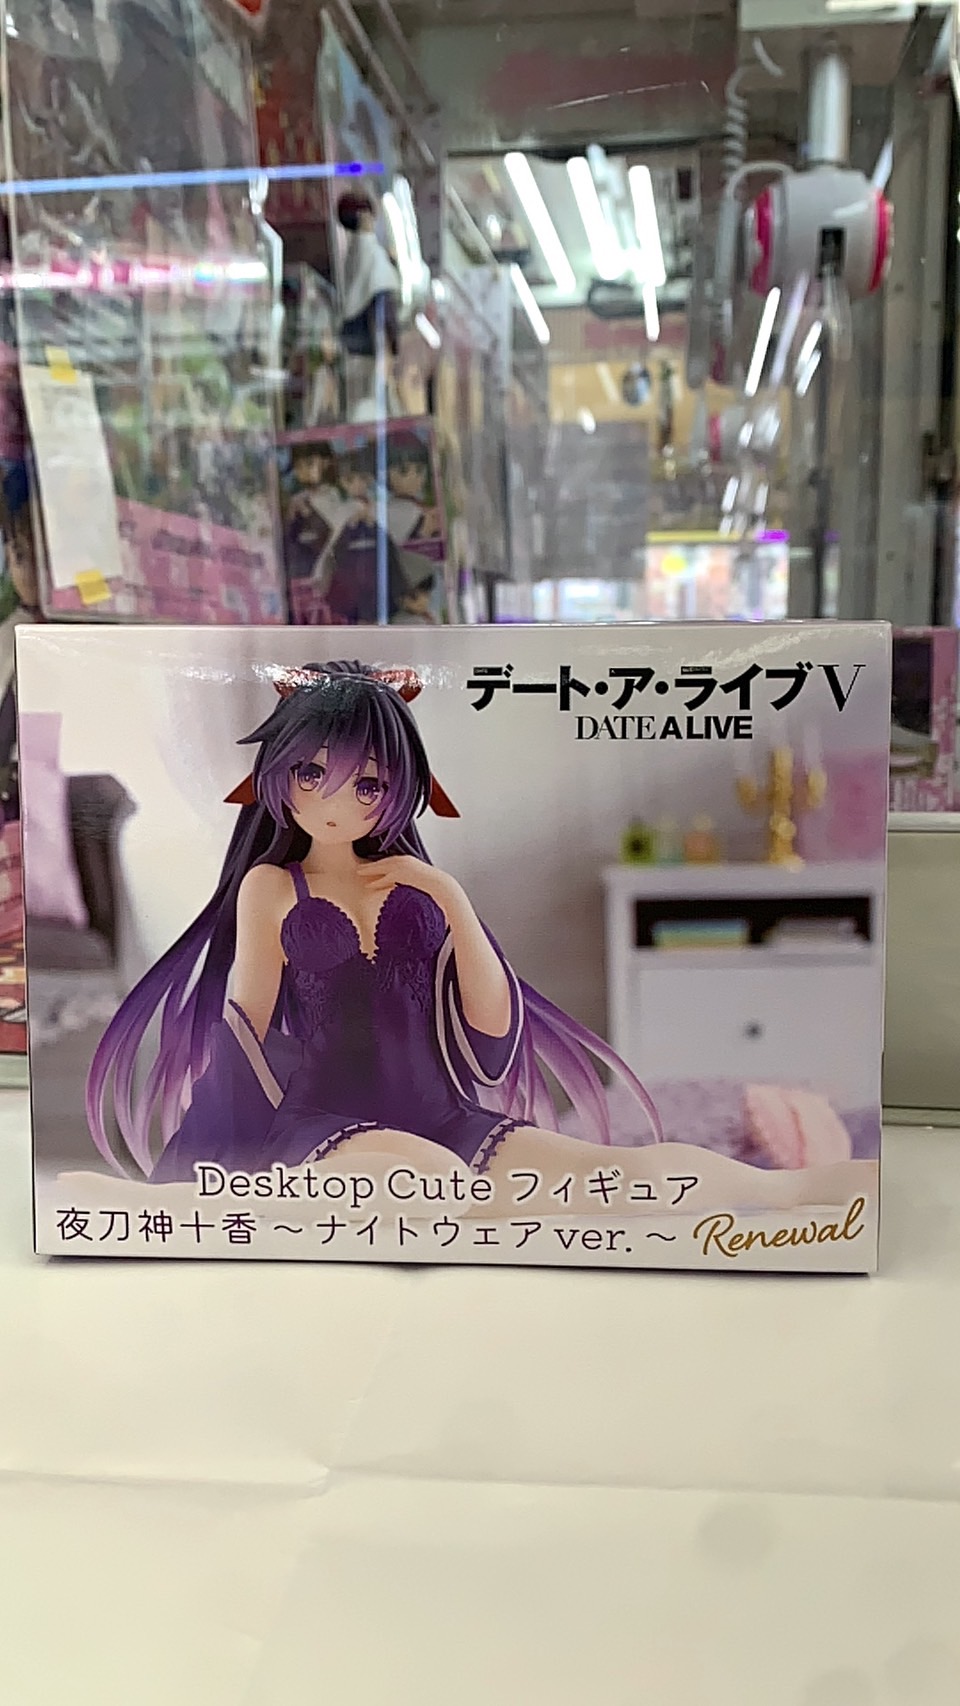 デート・ア・ライブV
DATE A LIVE
Desktop Cute フィギュア
夜刀神十香 ～ナイトウェア ver.～ Renewal